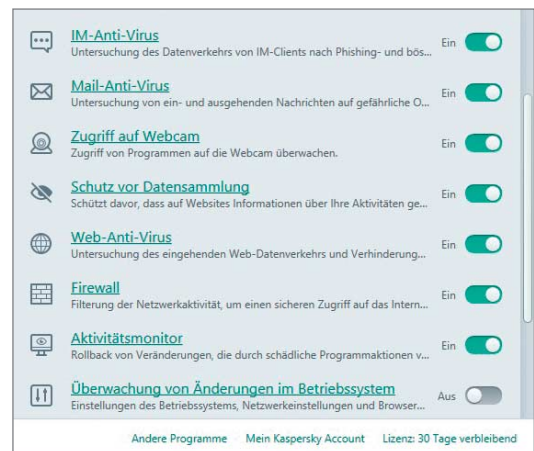 IM-Anti-Virus
Untersuchung des Datenverkehrs von IM-Clients nach Phishing- und bös...
Ein
Mail-Anti-Virus
Untersuchung von ein- und ausgehenden Nachrichten auf gefährliche O...
Ein
Zugriff auf Webcam
Zugriff von Programmen auf die Webcam überwachen.
Ein
Schutz vor Datensammlung
Schützt davor, dass auf Websites Informationen über Ihre Aktivitäten ge...
Ein
Web-Anti-Virus
Untersuchung des eingehenden Web-Datenverkehrs und Verhinderung...
Ein
Firewall
Filterung der Netzwerkaktivität, um einen sicheren Zugriff auf das Intern...
Ein
Aktivitätsmonitor
Rollback von Veränderungen, die durch schädliche Programmaktionen v...
Ein
Überwachung von Änderungen im Betriebssystem
Einstellungen des Betriebssystems, Netzwerkeinstellungen und Browser...
Aus
Andere Programme Mein Kaspersky Account Lizenz: 30 Tage verbleibend